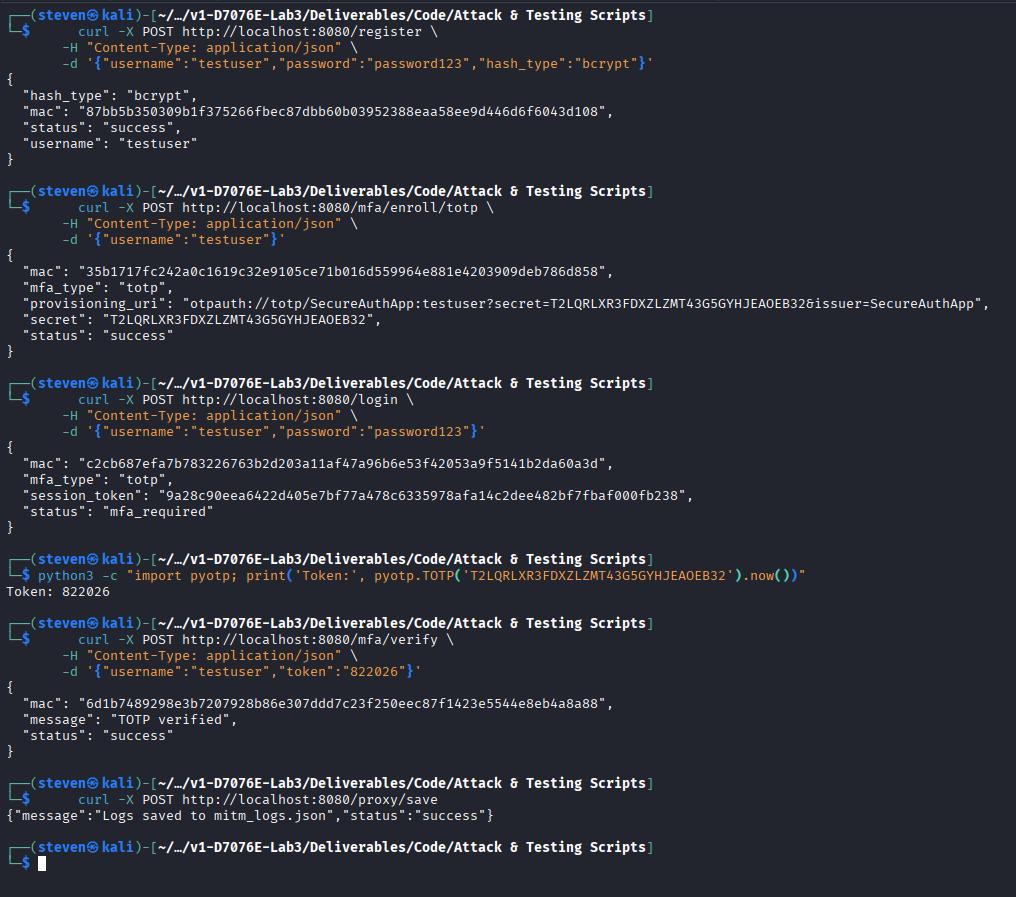 ┌──(steven㉿kali)-[~/…/v1-D7076E-Lab3/Deliverables/Code/Attack & Testing Scripts]
└─$      curl -X POST http://localhost:8080/register \
       -H "Content-Type: application/json" \
       -d '{"username":"testuser","password":"password123","hash_type":"bcrypt"}'
{
  "hash_type": "bcrypt",
  "mac": "87bb5b350309b1f375266fbec87dbb60b03952388eaa58ee9d446d6f6043d108",
  "status": "success",
  "username": "testuser"
}
┌──(steven㉿kali)-[~/…/v1-D7076E-Lab3/Deliverables/Code/Attack & Testing Scripts]
└─$      curl -X POST http://localhost:8080/mfa/enroll/totp \
       -H "Content-Type: application/json" \
       -d '{"username":"testuser"}'
{
  "mac": "35b1717fc242a0c1619c32e9105ce71b016d559964e881e4203909deb786d858",
  "mfa_type": "totp",
  "provisioning_uri": "otpauth://totp/SecureAuthApp:testuser?secret=T2LQRLXR3FDXZLZMT43G5GYHJEAOEB32&issuer=SecureAuthApp",
  "secret": "T2LQRLXR3FDXZLZMT43G5GYHJEAOEB32",
  "status": "success"
}
┌──(steven㉿kali)-[~/…/v1-D7076E-Lab3/Deliverables/Code/Attack & Testing Scripts]
└─$      curl -X POST http://localhost:8080/login \
       -H "Content-Type: application/json" \
       -d '{"username":"testuser","password":"password123"}'
{
  "mac": "c2cb687efa7b783226763b2d203a11af47a96b6e53f42053a9f5141b2da60a3d",
  "mfa_type": "totp",
  "session_token": "9a28c90eea6422d405e7bf77a478c6335978afa14c2dee482bf7fbaf000fb238",
  "status": "mfa_required"
}
┌──(steven㉿kali)-[~/…/v1-D7076E-Lab3/Deliverables/Code/Attack & Testing Scripts]
└─$ python3 -c "import pyotp; print('Token:', pyotp.TOTP('T2LQRLXR3FDXZLZMT43G5GYHJEAOEB32').now())"
Token: 822026
┌──(steven㉿kali)-[~/…/v1-D7076E-Lab3/Deliverables/Code/Attack & Testing Scripts]
└─$      curl -X POST http://localhost:8080/mfa/verify \
       -H "Content-Type: application/json" \
       -d '{"username":"testuser","token":"822026"}'
{
  "mac": "6d1b7489298e3b7207928b86e307ddd7c23f250eec87f1423e5544e8eb4a8a88",
  "message": "TOTP verified",
  "status": "success"
}
┌──(steven㉿kali)-[~/…/v1-D7076E-Lab3/Deliverables/Code/Attack & Testing Scripts]
└─$      curl -X POST http://localhost:8080/proxy/save
{"message":"Logs saved to mitm_logs.json","status":"success"}
┌──(steven㉿kali)-[~/…/v1-D7076E-Lab3/Deliverables/Code/Attack & Testing Scripts]
└─$